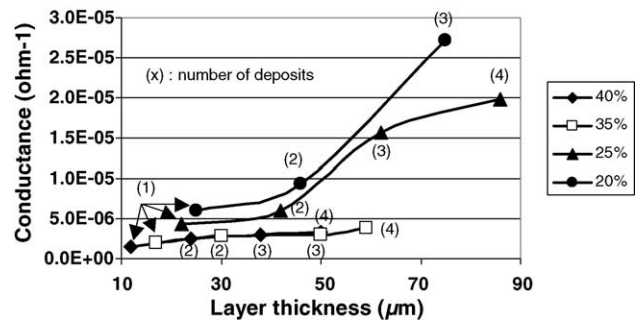 Conductance (ohm-1)
3.0E-05
2.5E-05
2.0E-05
1.5E-05
1.0E-05
5.0E-06
0.0E+00
(x) : number of deposits
(3)
(4)
(3)
(2)
(1)
(2)
(4)
(2)
(2)
(3)
(3)
(4)
10
30
50
70
90
Layer thickness (µm)
40%
35%
25%
20%